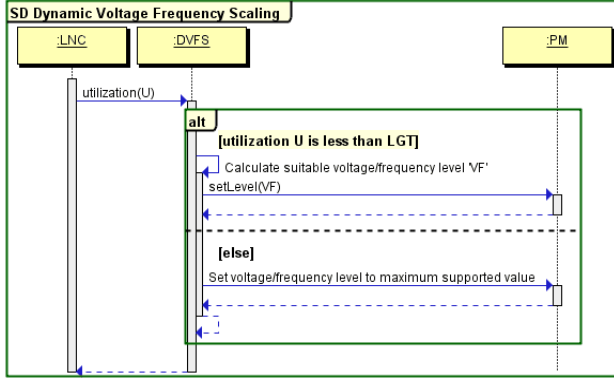 SD Dynamic Voltage Frequency Scaling
:LNC
:DVFS
:PM
utilization(U)
alt
[utilization U is less than LGT]
Calculate suitable voltage/frequency level 'VF'
setLevel(VF)
[else]
Set voltage/frequency level to maximum supported value